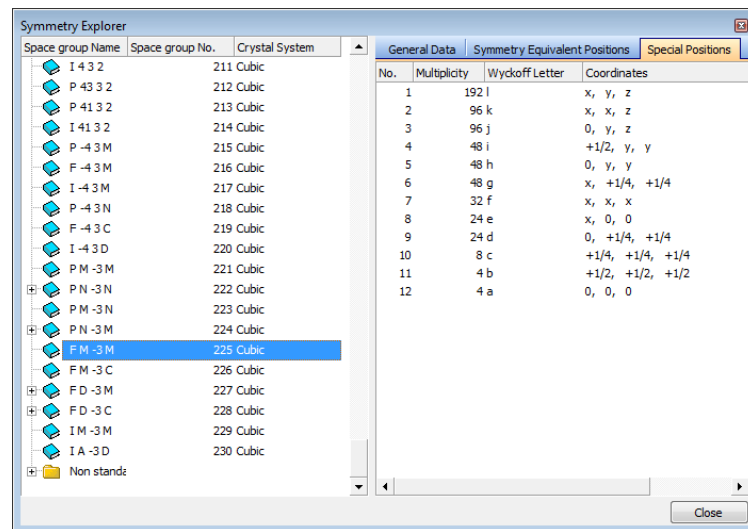 Symmetry Explorer
Space group Name Space group No. Crystal System
I 4 3 2 211 Cubic
P 43 3 2 212 Cubic
P 41 3 2 213 Cubic
I 41 3 2 214 Cubic
P -4 3 M 215 Cubic
F -4 3 M 216 Cubic
I -4 3 M 217 Cubic
P -4 3 N 218 Cubic
F -4 3 C 219 Cubic
I -4 3 D 220 Cubic
P M -3 M 221 Cubic
P N -3 N 222 Cubic
P M -3 N 223 Cubic
P N -3 M 224 Cubic
F M -3 M 225 Cubic
F M -3 C 226 Cubic
F D -3 M 227 Cubic
F D -3 C 228 Cubic
I M -3 M 229 Cubic
I A -3 D 230 Cubic
Non standa
General Data Symmetry Equivalent Positions Special Positions
No. Multiplicity Wyckoff Letter Coordinates
1 192 l x, y, z
2 96 k x, x, z
3 96 j 0, y, z
4 48 i +1/2, y, y
5 48 h 0, y, y
6 48 g x, +1/4, +1/4
7 32 f x, x, x
8 24 e x, 0, 0
9 24 d 0, +1/4, +1/4
10 8 c +1/4, +1/4, +1/4
11 4 b +1/2, +1/2, +1/2
12 4 a 0, 0, 0
Close